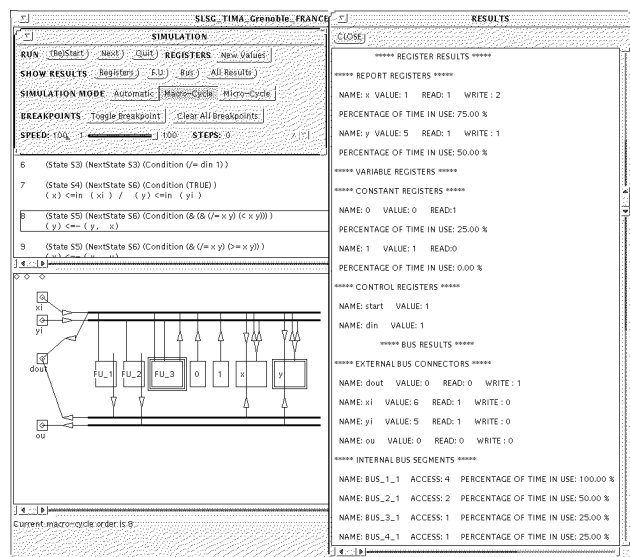 SLSG_TIMA_Grenoble_FRANCE
SIMULATION
RUN (Re)Start Next Quit REGISTERS New Values
SHOW RESULTS Registers F.U. Bus All Results
SIMULATION MODE Automatic Macro-Cycle Micro-Cycle
BREAKPOINTS Toggle Breakpoint Clear All Breakpoints
SPEED: 100 1 100 STEPS: 0
6 (State S3) (NextState S3) (Condition (/= din 1) )
7 (State S4) (NextState S6) (Condition (TRUE) )
( x) <=in ( xi ) / ( y) <=in ( yi )
8 (State S5) (NextState S6) (Condition (& (& (/= x y) (< x y))) )
( y) <=- ( y, x)
9 (State S5) (NextState S6) (Condition (& (/= x y) (>= x y)) )
xi
yi
dout
ou
FU_1 FU_2 FU_3 0 1 x y
Current macro-cycle order is 8
RESULTS
CLOSE
***** REGISTER RESULTS *****
***** REPORT REGISTERS *****
NAME: x VALUE: 1 READ: 1 WRITE : 2
PERCENTAGE OF TIME IN USE: 75.00 %
NAME: y VALUE: 5 READ: 1 WRITE : 1
PERCENTAGE OF TIME IN USE: 50.00 %
***** VARIABLE REGISTERS *****
***** CONSTANT REGISTERS *****
NAME: 0 VALUE: 0 READ:1
PERCENTAGE OF TIME IN USE: 25.00 %
NAME: 1 VALUE: 1 READ:0
PERCENTAGE OF TIME IN USE: 0.00 %
***** CONTROL REGISTERS *****
NAME: start VALUE: 1
NAME: din VALUE: 1
***** BUS RESULTS *****
***** EXTERNAL BUS CONNECTORS *****
NAME: dout VALUE: 0 READ: 0 WRITE : 1
NAME: xi VALUE: 6 READ: 1 WRITE : 0
NAME: yi VALUE: 5 READ: 1 WRITE : 0
NAME: ou VALUE: 0 READ: 0 WRITE : 0
***** INTERNAL BUS SEGMENTS *****
NAME: BUS_1_1 ACCESS: 4 PERCENTAGE OF TIME IN USE: 100.00 %
NAME: BUS_2_1 ACCESS: 2 PERCENTAGE OF TIME IN USE: 50.00 %
NAME: BUS_3_1 ACCESS: 1 PERCENTAGE OF TIME IN USE: 25.00 %
NAME: BUS_4_1 ACCESS: 1 PERCENTAGE OF TIME IN USE: 25.00 %